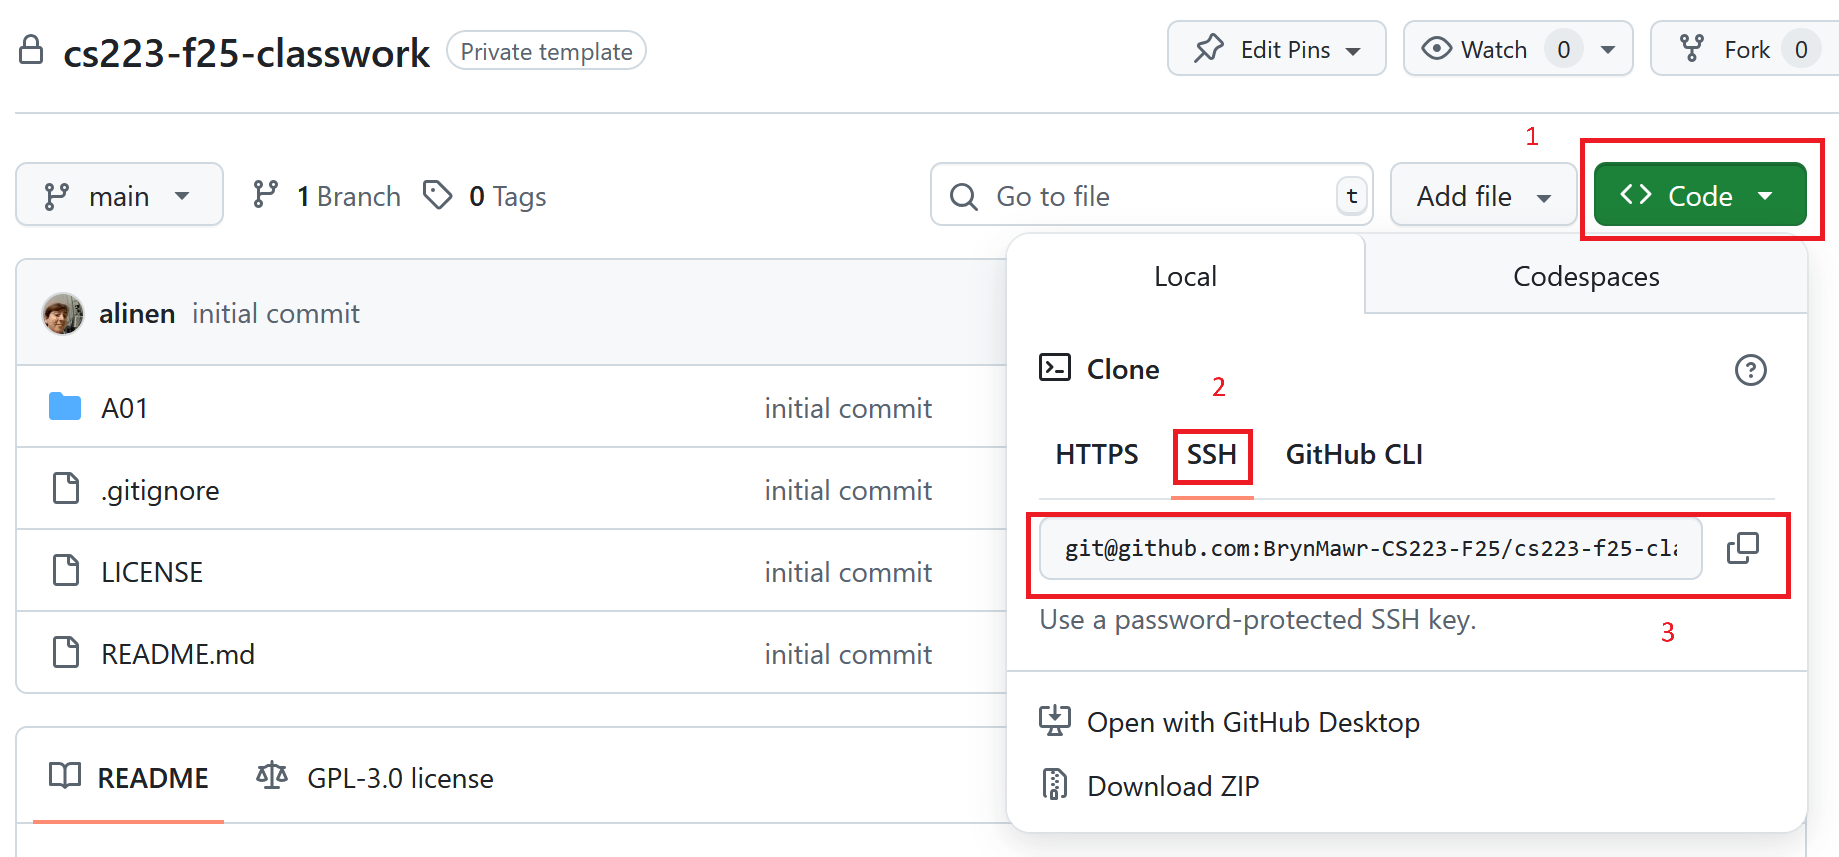 cs223-f25-classwork Private template Edit Pins Watch 0 Fork 0
1
main 1 Branch 0 Tags Go to file t Add file <> Code
Local Codespaces
alinen initial commit
Clone
2
A01 initial commit
HTTPS SSH GitHub CLI
.gitignore initial commit
git@github.com:BrynMawr-CS223-F25/cs223-f25-cla
LICENSE initial commit
Use a password-protected SSH key.
3
README.md initial commit
Open with GitHub Desktop
README GPL-3.0 license
Download ZIP